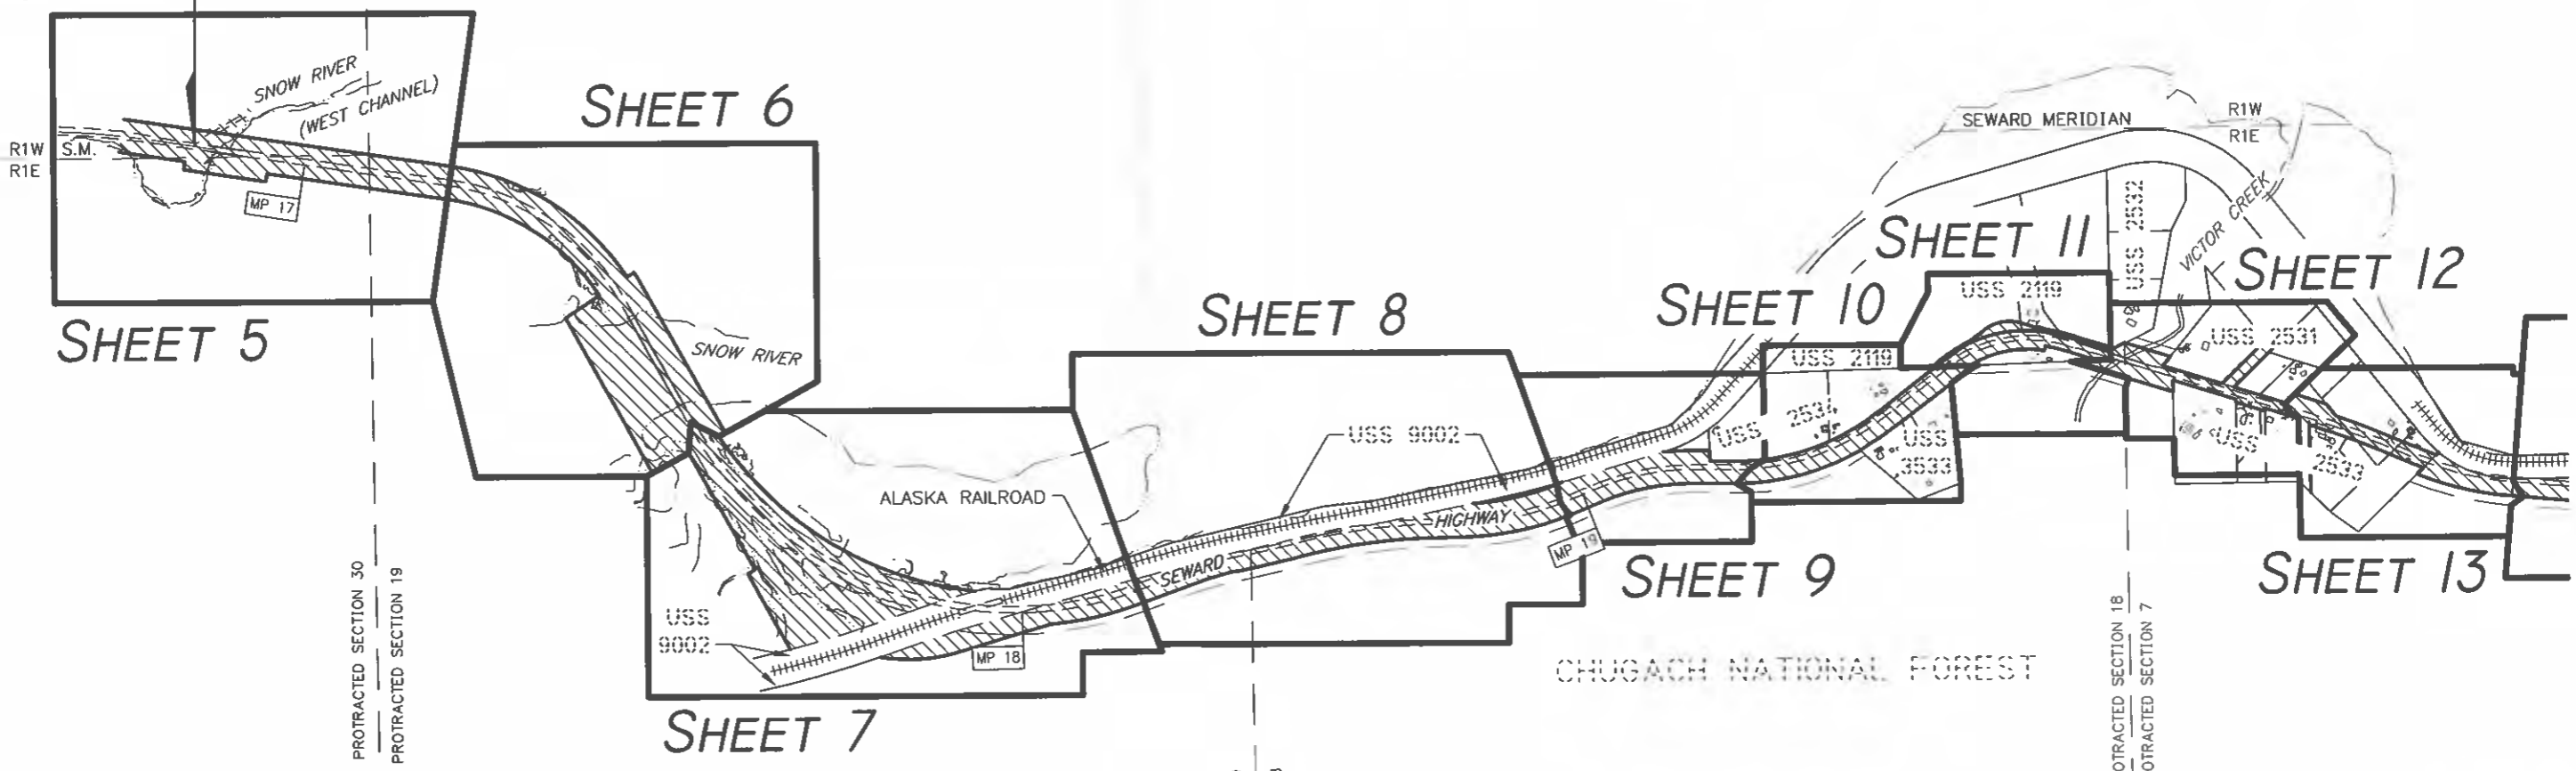 SNOW RIVER
(WEST CHANNEL)
R1W
S.M.
R1E
MP 17
SHEET 5
SHEET 6
SNOW RIVER
PROTRACTED SECTION 30
PROTRACTED SECTION 19
USS
9002
MP 18
SHEET 7
ALASKA RAILROAD
SHEET 8
USS 9002
SEWARD
HIGHWAY
MP 19
SHEET 9
SHEET 10
USS 2119
USS 2534
USS
3533
SHEET 11
USS 2119
SEWARD MERIDIAN
R1W
R1E
USS 2532
VICTOR CREEK
SHEET 12
USS 2531
USS
2533
SHEET 13
CHUGACH NATIONAL FOREST
OTRACTED SECTION 18
OTRACTED SECTION 7